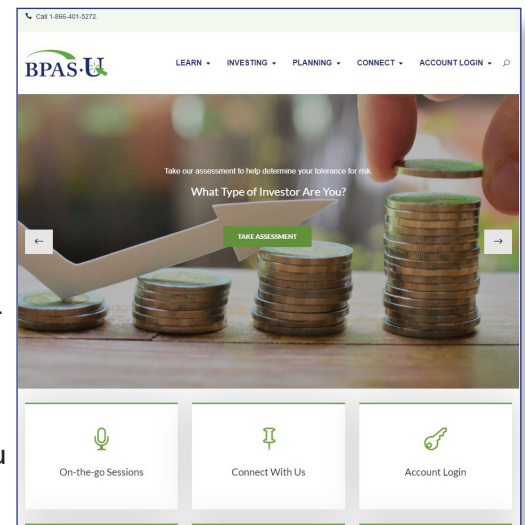 Call 1-866-401-5272.
BPAS·U
LEARN INVESTING PLANNING CONNECT ACCOUNT LOGIN
Take our assessment to help determine your tolerance for risk.
What Type of Investor Are You?
TAKE ASSESSMENT
← →
.
u
On-the-go Sessions Connect With Us Account Login